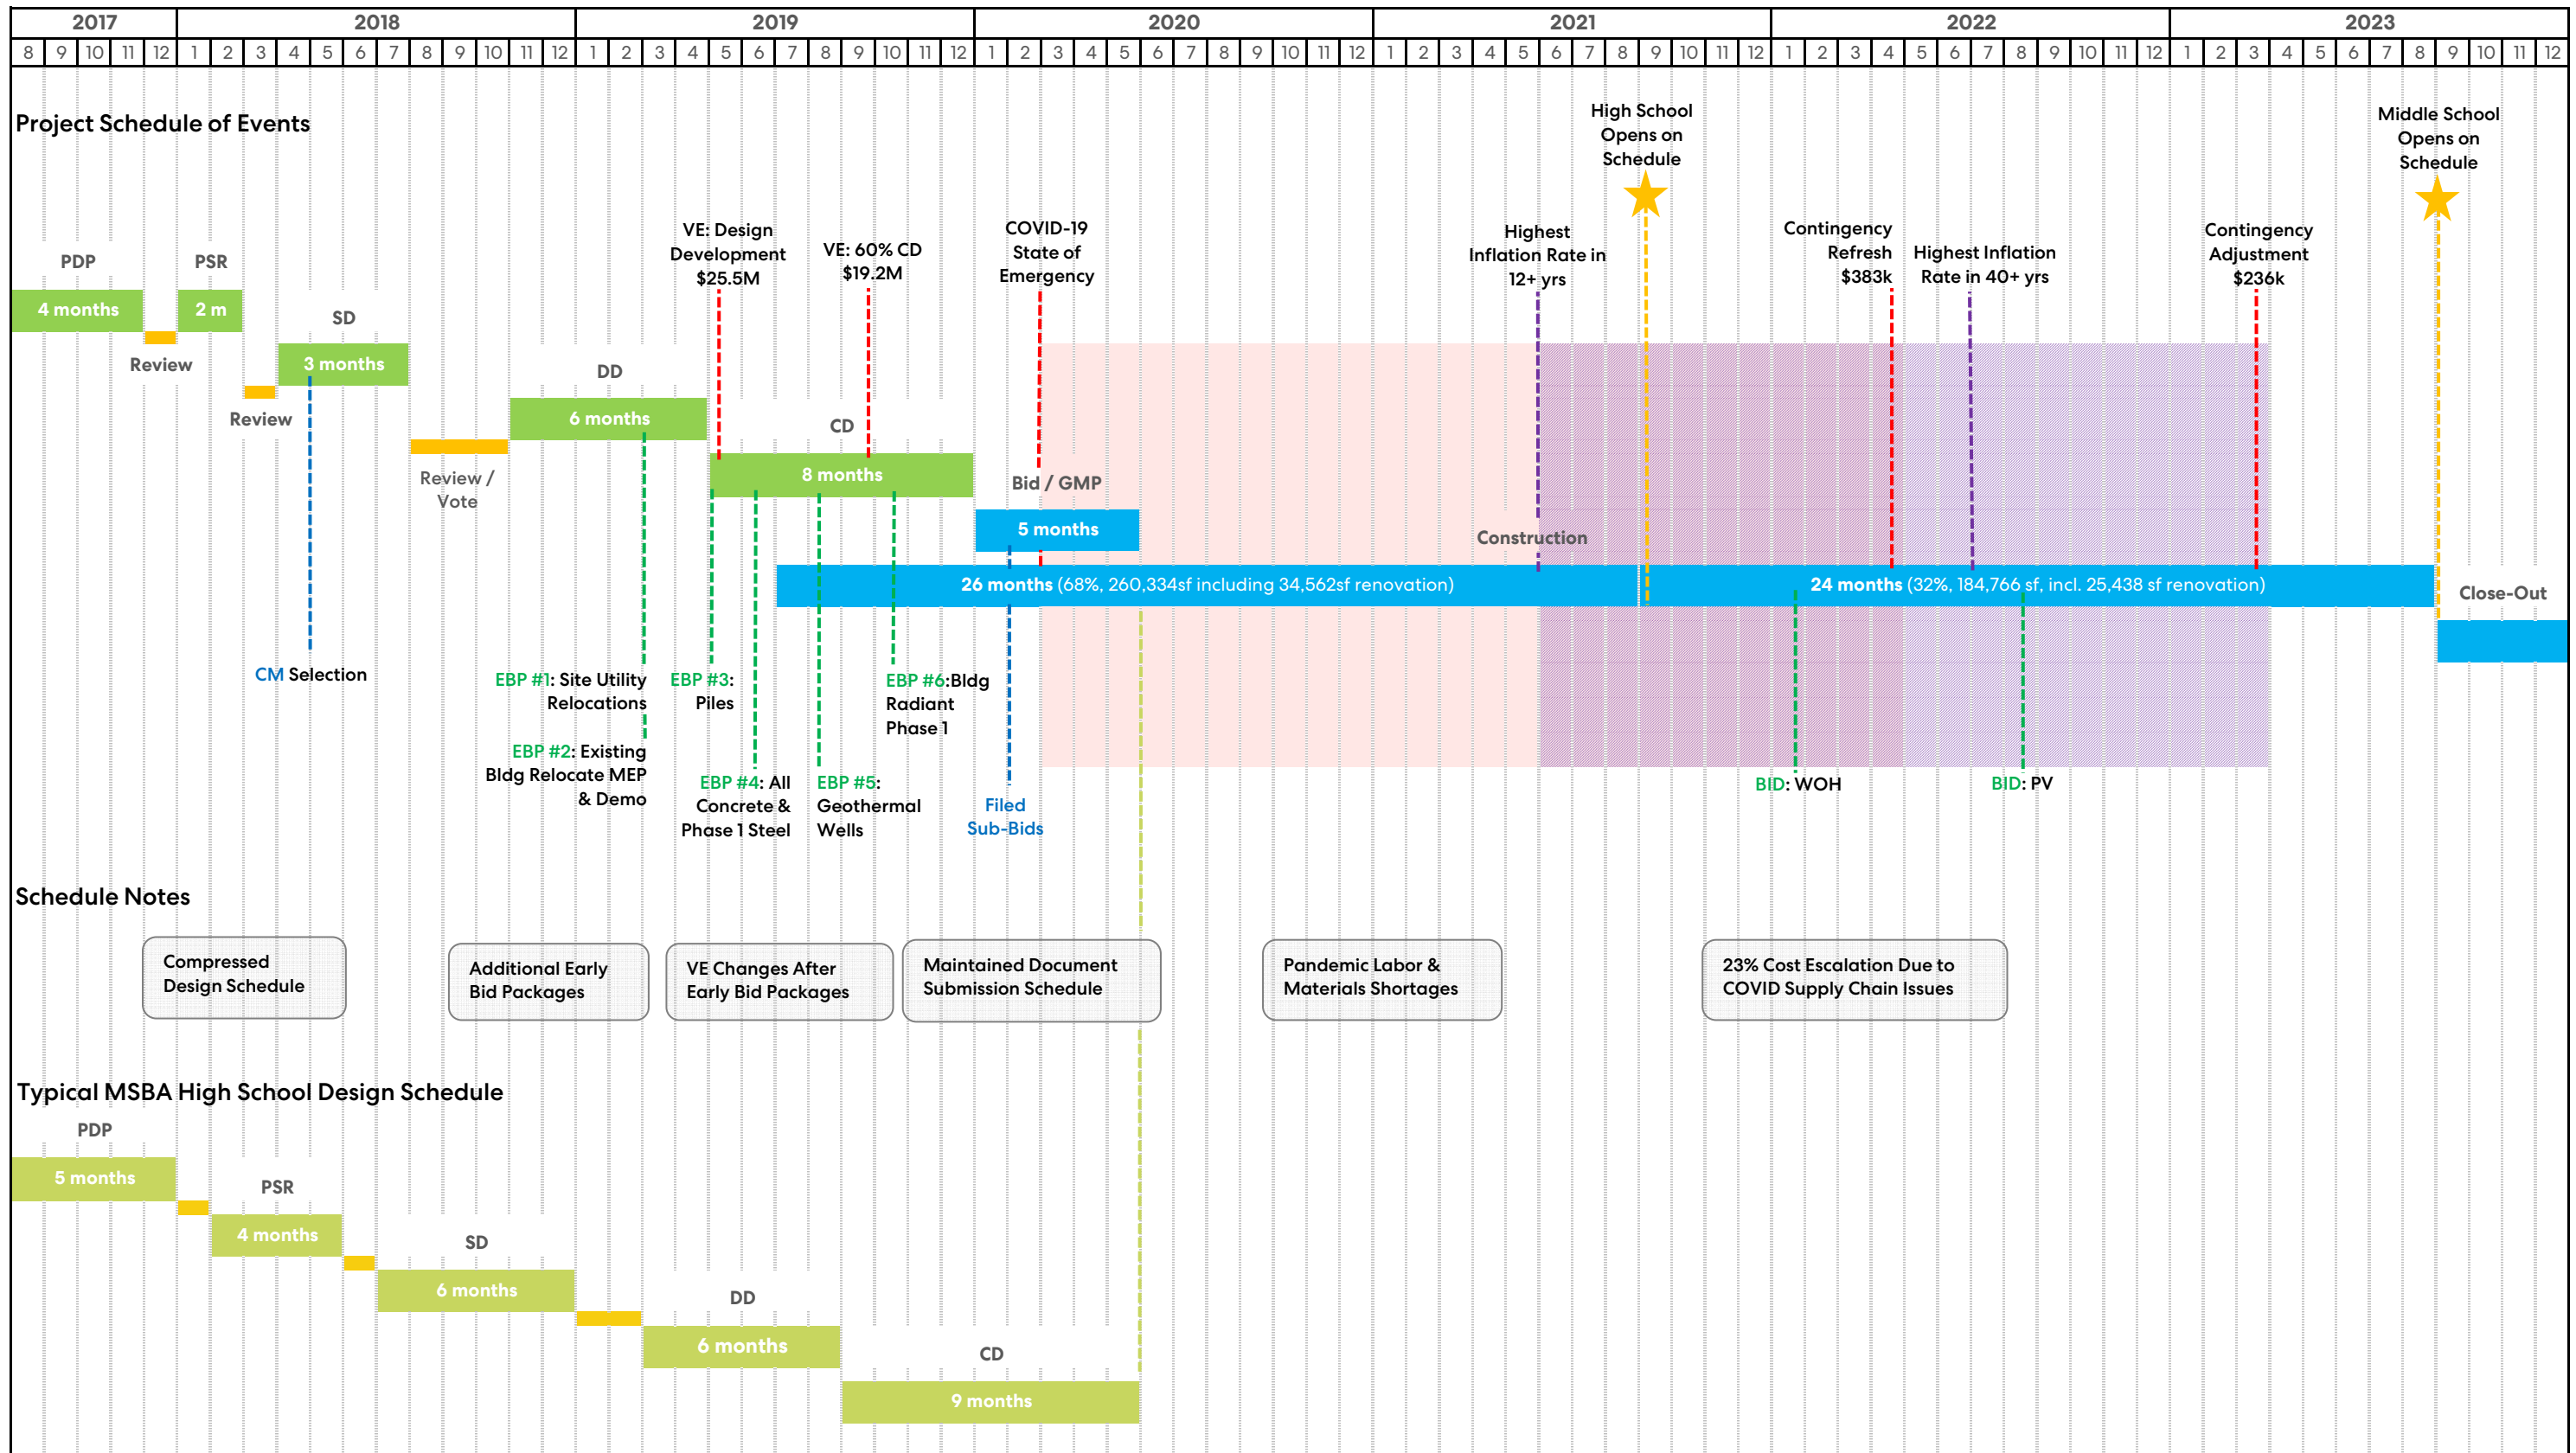 2017 2018 2019 2020 2021 2022 2023
8 9 10 11 12 1 2 3 4 5 6 7 8 9 10 11 12 1 2 3 4 5 6 7 8 9 10 11 12 1 2 3 4 5 6 7 8 9 10 11 12 1 2 3 4 5 6 7 8 9 10 11 12 1 2 3 4 5 6 7 8 9 10 11 12 1 2 3 4 5 6 7 8 9 10 11 12
Project Schedule of Events
High School
Opens on
Schedule
Middle School
Opens on
Schedule
VE: Design
Development
$25.5M
VE: 60% CD
$19.2M
COVID-19
State of
Emergency
Highest
Inflation Rate in
12+ yrs
Contingency
Refresh
$383k
Highest Inflation
Rate in 40+ yrs
Contingency
Adjustment
$236k
PDP
4 months
Review
PSR
2 m
Review
SD
3 months
Review /
Vote
DD
6 months
CD
8 months
Bid / GMP
5 months
Construction
26 months (68%, 260,334sf including 34,562sf renovation)
24 months (32%, 184,766 sf, incl. 25,438 sf renovation)
Close-Out
CM Selection
EBP #1: Site Utility
Relocations
EBP #2: Existing
Bldg Relocate MEP
& Demo
EBP #3:
Piles
EBP #4: All
Concrete &
Phase 1 Steel
EBP #5:
Geothermal
Wells
EBP #6:Bldg
Radiant
Phase 1
Filed
Sub-Bids
BID: WOH
BID: PV
Schedule Notes
Compressed
Design Schedule
Additional Early
Bid Packages
VE Changes After
Early Bid Packages
Maintained Document
Submission Schedule
Pandemic Labor &
Materials Shortages
23% Cost Escalation Due to
COVID Supply Chain Issues
Typical MSBA High School Design Schedule
PDP
5 months
PSR
4 months
SD
6 months
DD
6 months
CD
9 months